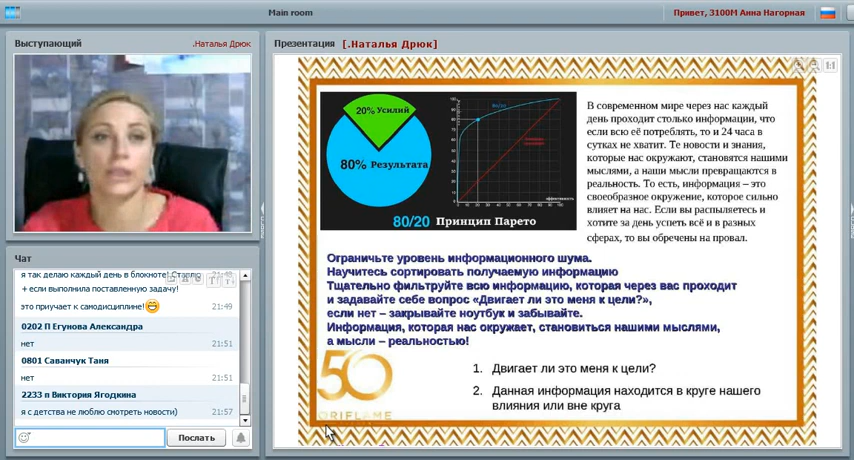 Main room
Привет, 3100М Анна Нагорная
Выступающий
.Наталья Дрюк
Презентация [.Наталья Дрюк]
1:1
20% Усилий
80% Результата
80/20
80/20 Принцип Парето
В современном мире через нас каждый
день проходит столько информации, что
если всю её потреблять, то и 24 часа в
сутках не хватит. Те новости и знания,
которые нас окружают, становятся нашими
мыслями, а наши мысли превращаются в
реальность. То есть, информация – это
своеобразное окружение, которое сильно
влияет на нас. Если вы распыляетесь и
хотите за день успеть всё и в разных
сферах, то вы обречены на провал.
Ограничьте уровень информационного шума.
Научитесь сортировать получаемую информацию
Тщательно фильтруйте всю информацию, которая через вас проходит
и задавайте себе вопрос «Двигает ли это меня к цели?»,
если нет – закрывайте ноутбук и забывайте.
Информация, которая нас окружает, становиться нашими мыслями,
а мысли – реальностью!
50
ORIFLAME
1. Двигает ли это меня к цели?
2. Данная информация находится в круге нашего
влияния или вне круга
Чат
я так делаю каждый день в блокноте!
+ если выполнила поставленную задачу!
это приучает к самодисциплине! 21:49
0202 П Егунова Александра
нет 21:51
0801 Саванчук Таня
нет 21:51
2233 п Виктория Ягодкина
я с детства не люблю смотреть новости) 21:57
Послать